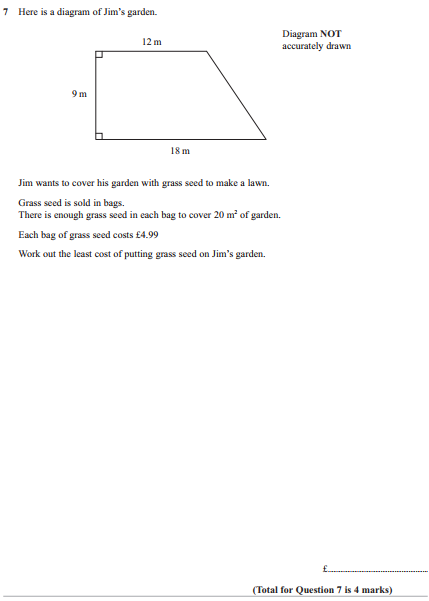 7 Here is a diagram of Jim's garden.
Diagram NOT
accurately drawn
12 m
9 m
18 m
Jim wants to cover his garden with grass seed to make a lawn.
Grass seed is sold in bags.
There is enough grass seed in each bag to cover 20 m² of garden.
Each bag of grass seed costs £4.99
Work out the least cost of putting grass seed on Jim's garden.
£..............................................
(Total for Question 7 is 4 marks)